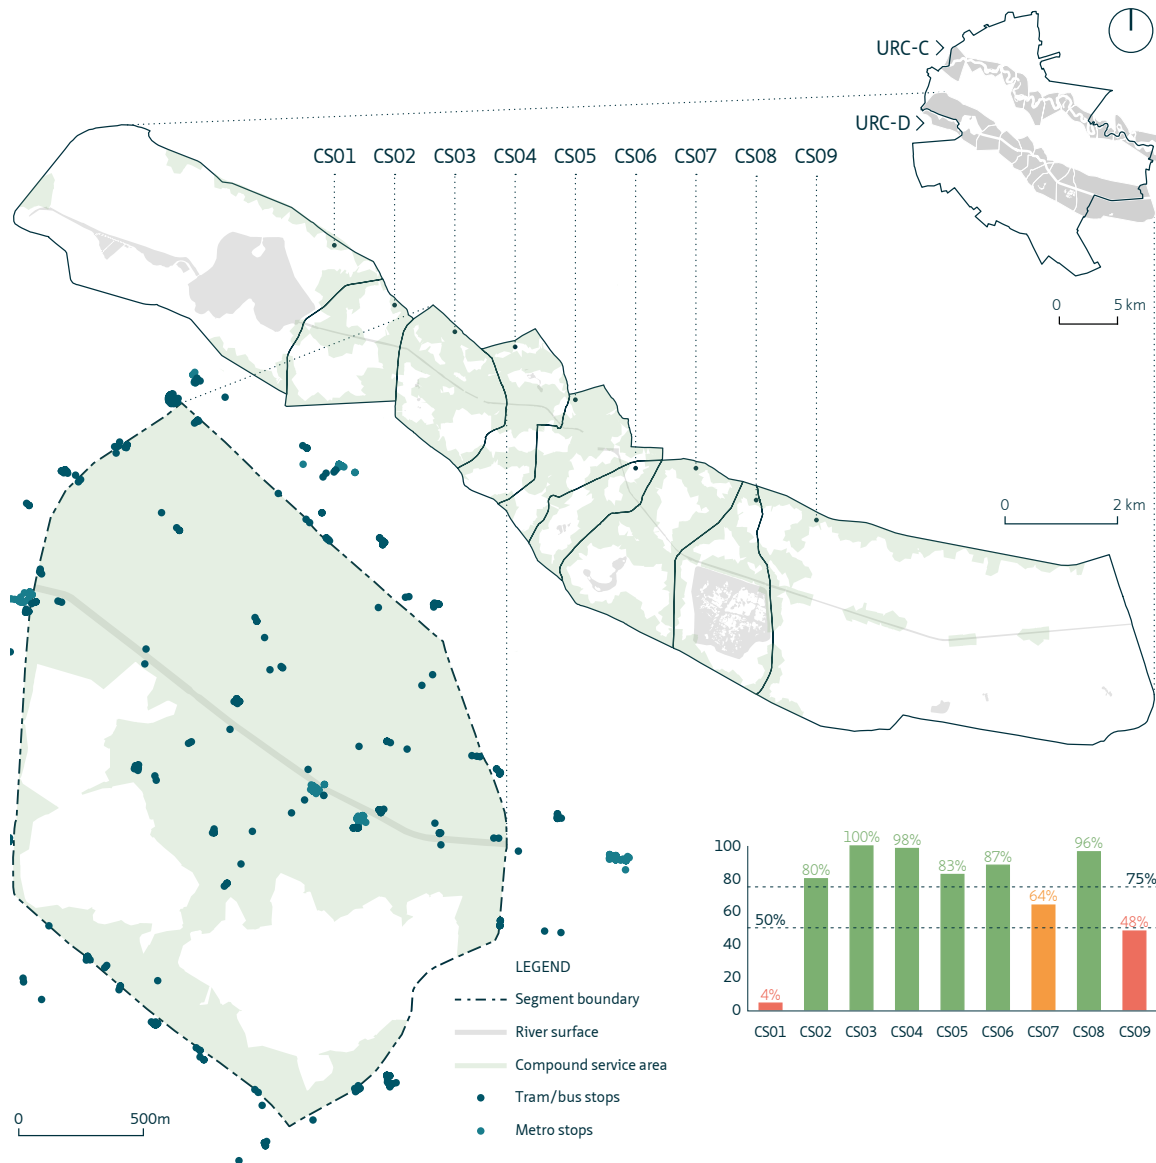 URC-C
URC-D
0 5 km
CS01 CS02 CS03 CS04 CS05 CS06 CS07 CS08 CS09
0 2 km
100
80
60
40
20
0
75%
50%
4%
80%
100%
98%
83%
87%
64%
96%
48%
CS01 CS02 CS03 CS04 CS05 CS06 CS07 CS08 CS09
LEGEND
Segment boundary
River surface
Compound service area
Tram/bus stops
Metro stops
0 500m